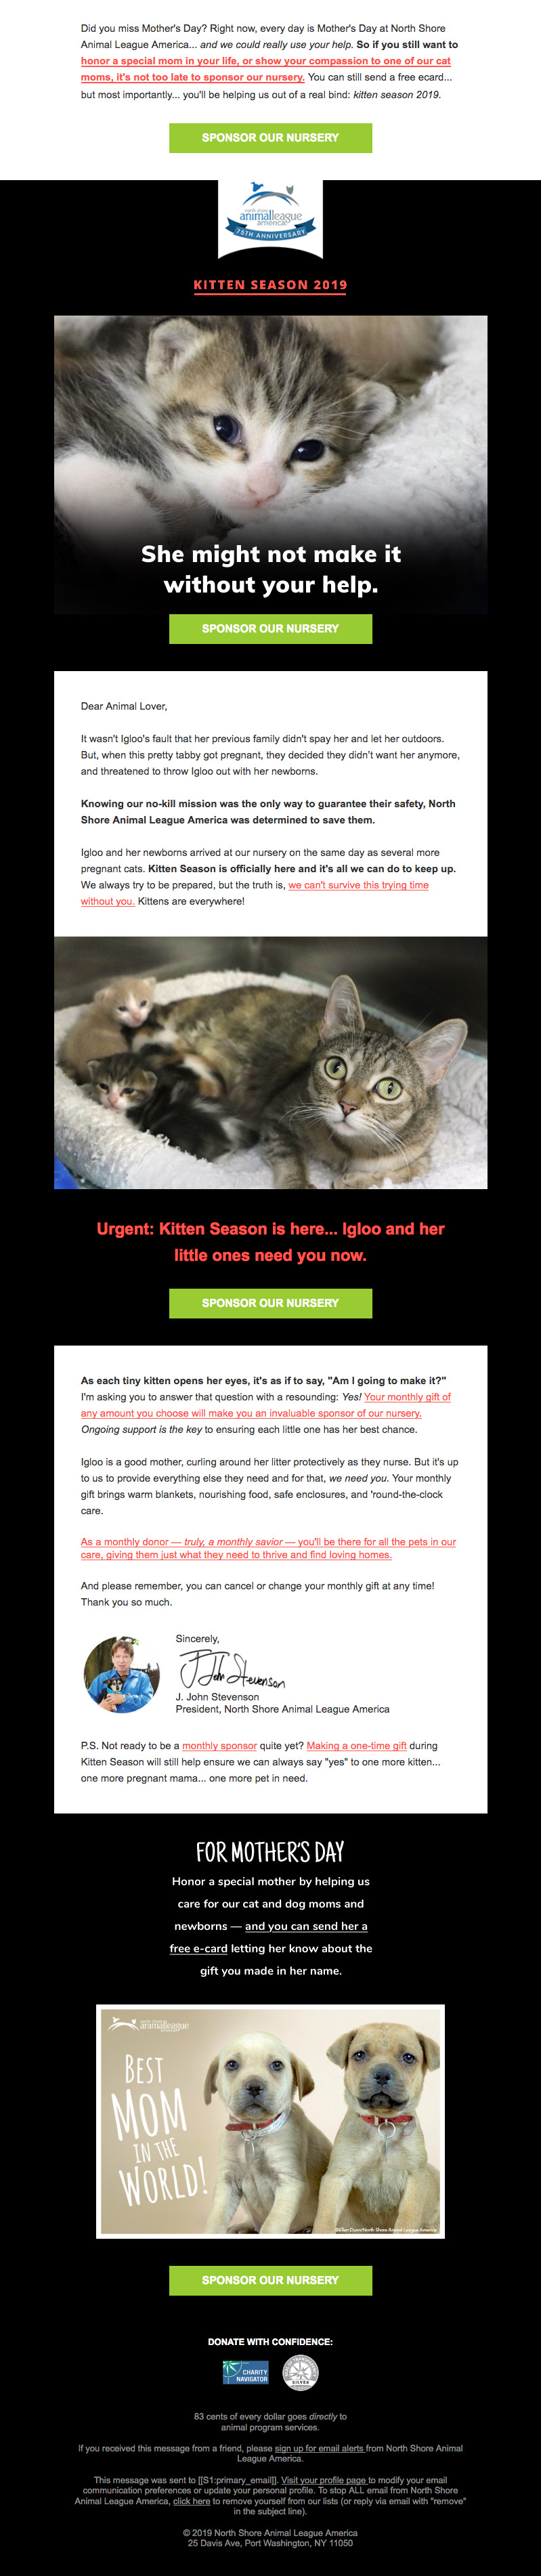 Did you miss Mother's Day? Right now, every day is Mother's Day at North Shore
Animal League America... and we could really use your help. So if you still want to
honor a special mom in your life, or show your compassion to one of our cat
moms, it's not too late to sponsor our nursery. You can still send a free ecard...
but most importantly... you'll be helping us out of a real bind: kitten season 2019.
SPONSOR OUR NURSERY
north shore
animalleague
america
75TH ANNIVERSARY
KITTEN SEASON 2019
She might not make it
without your help.
SPONSOR OUR NURSERY
Dear Animal Lover,
It wasn't Igloo's fault that her previous family didn't spay her and let her outdoors.
But, when this pretty tabby got pregnant, they decided they didn't want her anymore,
and threatened to throw Igloo out with her newborns.
Knowing our no-kill mission was the only way to guarantee their safety, North
Shore Animal League America was determined to save them.
Igloo and her newborns arrived at our nursery on the same day as several more
pregnant cats. Kitten Season is officially here and it's all we can do to keep up.
We always try to be prepared, but the truth is, we can't survive this trying time
without you. Kittens are everywhere!
Urgent: Kitten Season is here... Igloo and her
little ones need you now.
SPONSOR OUR NURSERY
As each tiny kitten opens her eyes, it's as if to say, "Am I going to make it?"
I'm asking you to answer that question with a resounding: Yes! Your monthly gift of
any amount you choose will make you an invaluable sponsor of our nursery.
Ongoing support is the key to ensuring each little one has her best chance.
Igloo is a good mother, curling around her litter protectively as they nurse. But it's up
to us to provide everything else they need and for that, we need you. Your monthly
gift brings warm blankets, nourishing food, safe enclosures, and 'round-the-clock
care.
As a monthly donor — truly, a monthly savior — you'll be there for all the pets in our
care, giving them just what they need to thrive and find loving homes.
And please remember, you can cancel or change your monthly gift at any time!
Thank you so much.
Sincerely,
J. John Stevenson
J. John Stevenson
President, North Shore Animal League America
P.S. Not ready to be a monthly sponsor quite yet? Making a one-time gift during
Kitten Season will still help ensure we can always say "yes" to one more kitten...
one more pregnant mama... one more pet in need.
FOR MOTHER'S DAY
Honor a special mother by helping us
care for our cat and dog moms and
newborns — and you can send her a
free e-card letting her know about the
gift you made in her name.
north shore
animalleague
america
BEST
MOM
IN THE
WORLD!
©Ellen Dunn/North Shore Animal League America
SPONSOR OUR NURSERY
DONATE WITH CONFIDENCE:
CHARITY
NAVIGATOR
SILVER
83 cents of every dollar goes directly to
animal program services.
If you received this message from a friend, please sign up for email alerts from North Shore Animal
League America.
This message was sent to [[S1:primary_email]]. Visit your profile page to modify your email
communication preferences or update your personal profile. To stop ALL email from North Shore
Animal League America, click here to remove yourself from our lists (or reply via email with "remove"
in the subject line).
© 2019 North Shore Animal League America
25 Davis Ave, Port Washington, NY 11050